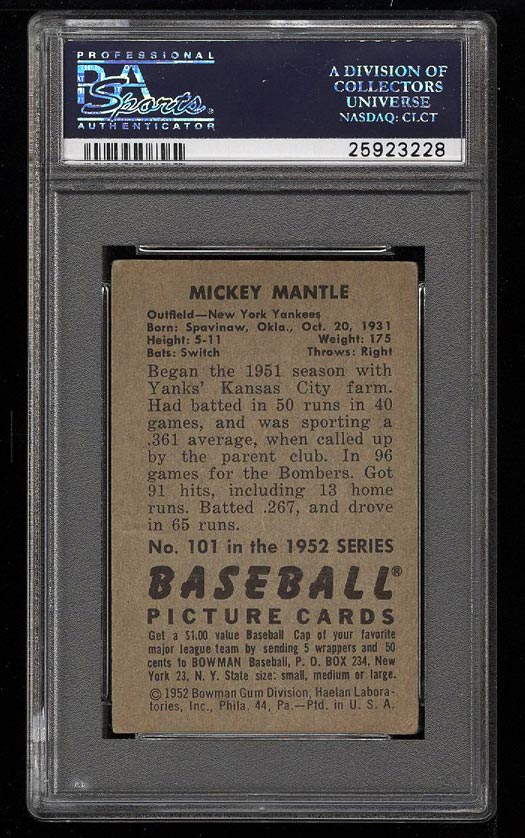 PROFESSIONAL
PSA
Sports
AUTHENTICATOR
A DIVISION OF
COLLECTORS
UNIVERSE
NASDAQ: CLCT
25923228
MICKEY MANTLE
Outfield—New York Yankees
Born: Spavinaw, Okla., Oct. 20, 1931
Height: 5-11 Weight: 175
Bats: Switch Throws: Right
Began the 1951 season with
Yanks' Kansas City farm.
Had batted in 50 runs in 40
games, and was sporting a
.361 average, when called up
by the parent club. In 96
games for the Bombers. Got
91 hits, including 13 home
runs. Batted .267, and drove
in 65 runs.
No. 101 in the 1952 SERIES
BASEBALL®
PICTURE CARDS
Get a $1.00 value Baseball Cap of your favorite
major league team by sending 5 wrappers and 50
cents to BOWMAN Baseball, P. O. BOX 234, New
York 23, N. Y. State size: small, medium or large.
© 1952 Bowman Gum Division, Haelan Labora-
tories, Inc., Phila. 44, Pa.—Ptd. in U. S. A.